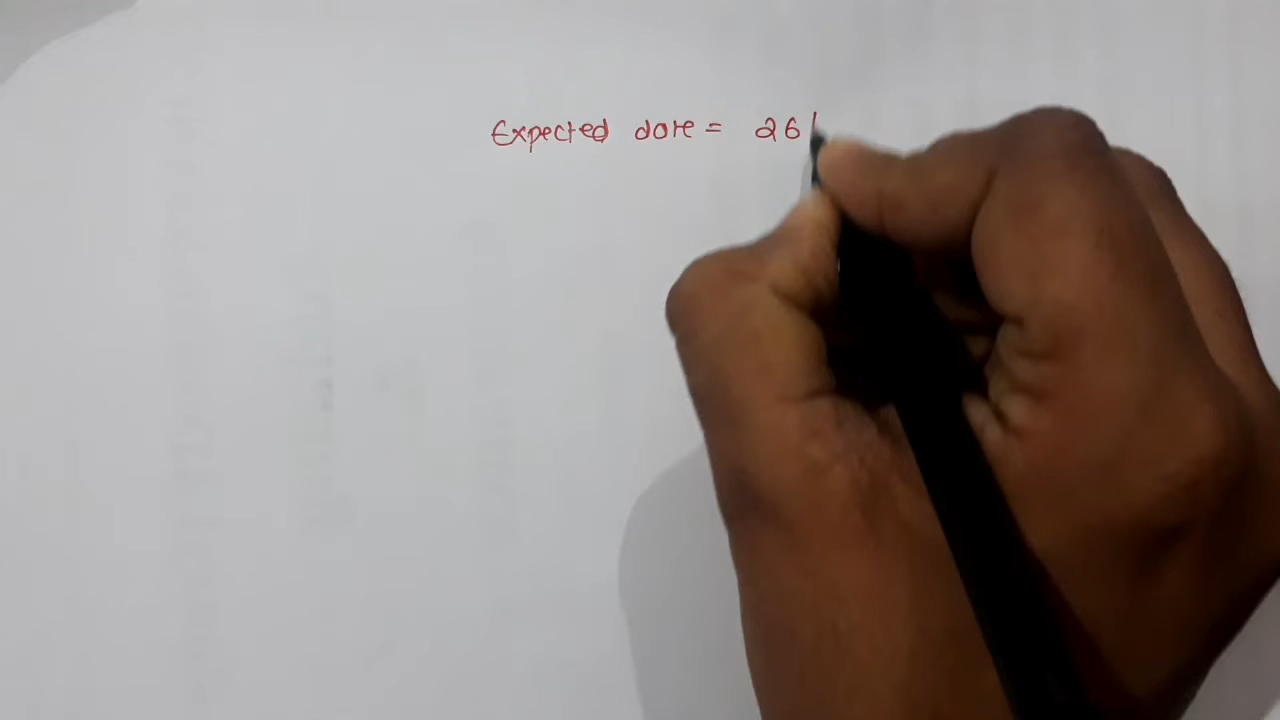 Expected date = 26/